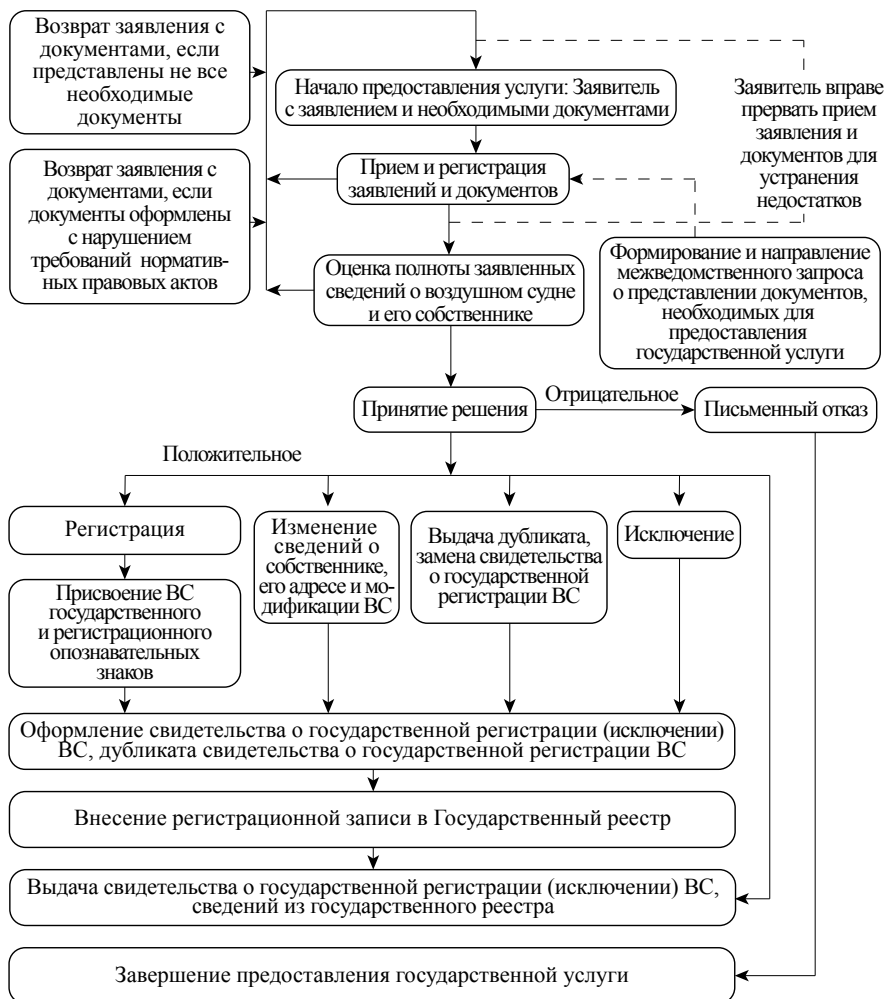 Возврат заявления с
документами, если
представлены не все
необходимые
документы
Начало предоставления услуги: Заявитель
с заявлением и необходимыми документами
Заявитель вправе
прервать прием
заявления и
документов для
устранения
недостатков
Возврат заявления с
документами, если
документы оформлены
с нарушением
требований норматив-
ных правовых актов
Прием и регистрация
заявлений и документов
Оценка полноты заявленных
сведений о воздушном судне
и его собственнике
Формирование и направление
межведомственного запроса
о представлении документов,
необходимых для
предоставления
государственной услуги
Принятие решения
Отрицательное
Письменный отказ
Положительное
Регистрация
Изменение
сведений о
собственнике,
его адресе и мо-
дификации ВС
Выдача дубликата,
замена свидетельства
о государственной
регистрации ВС
Исключение
Присвоение ВС
государственного
и регистрационного
опознавательных
знаков
Оформление свидетельства о государственной регистрации (исключении)
ВС, дубликата свидетельства о государственной регистрации ВС
Внесение регистрационной записи в Государственный реестр
Выдача свидетельства о государственной регистрации (исключении) ВС,
сведений из государственного реестра
Завершение предоставления государственной услуги